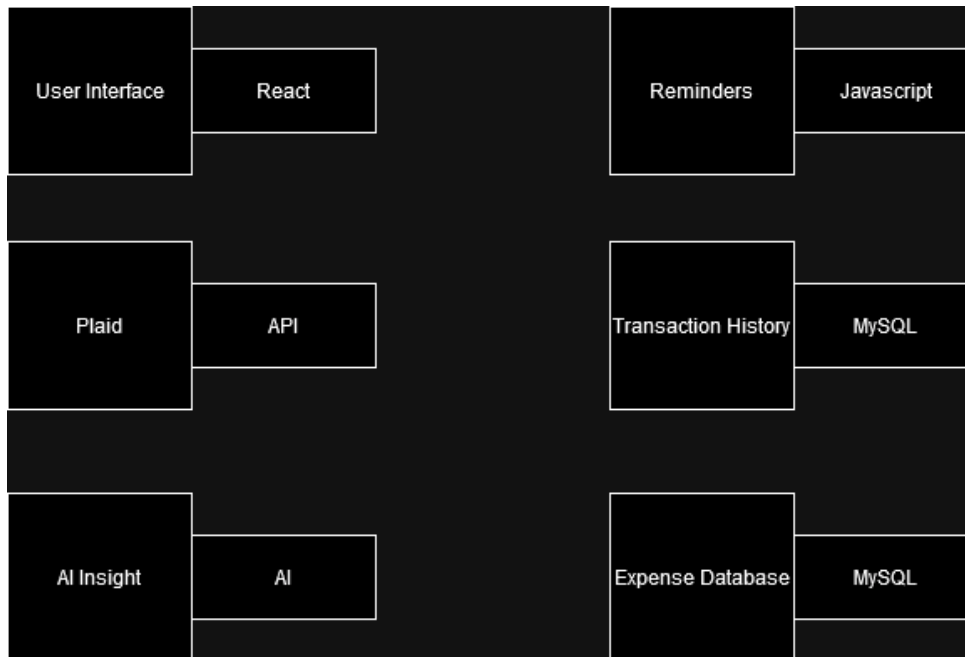 User Interface
React
Reminders
Javascript
Plaid
API
Transaction History
MySQL
AI Insight
AI
Expense Database
MySQL